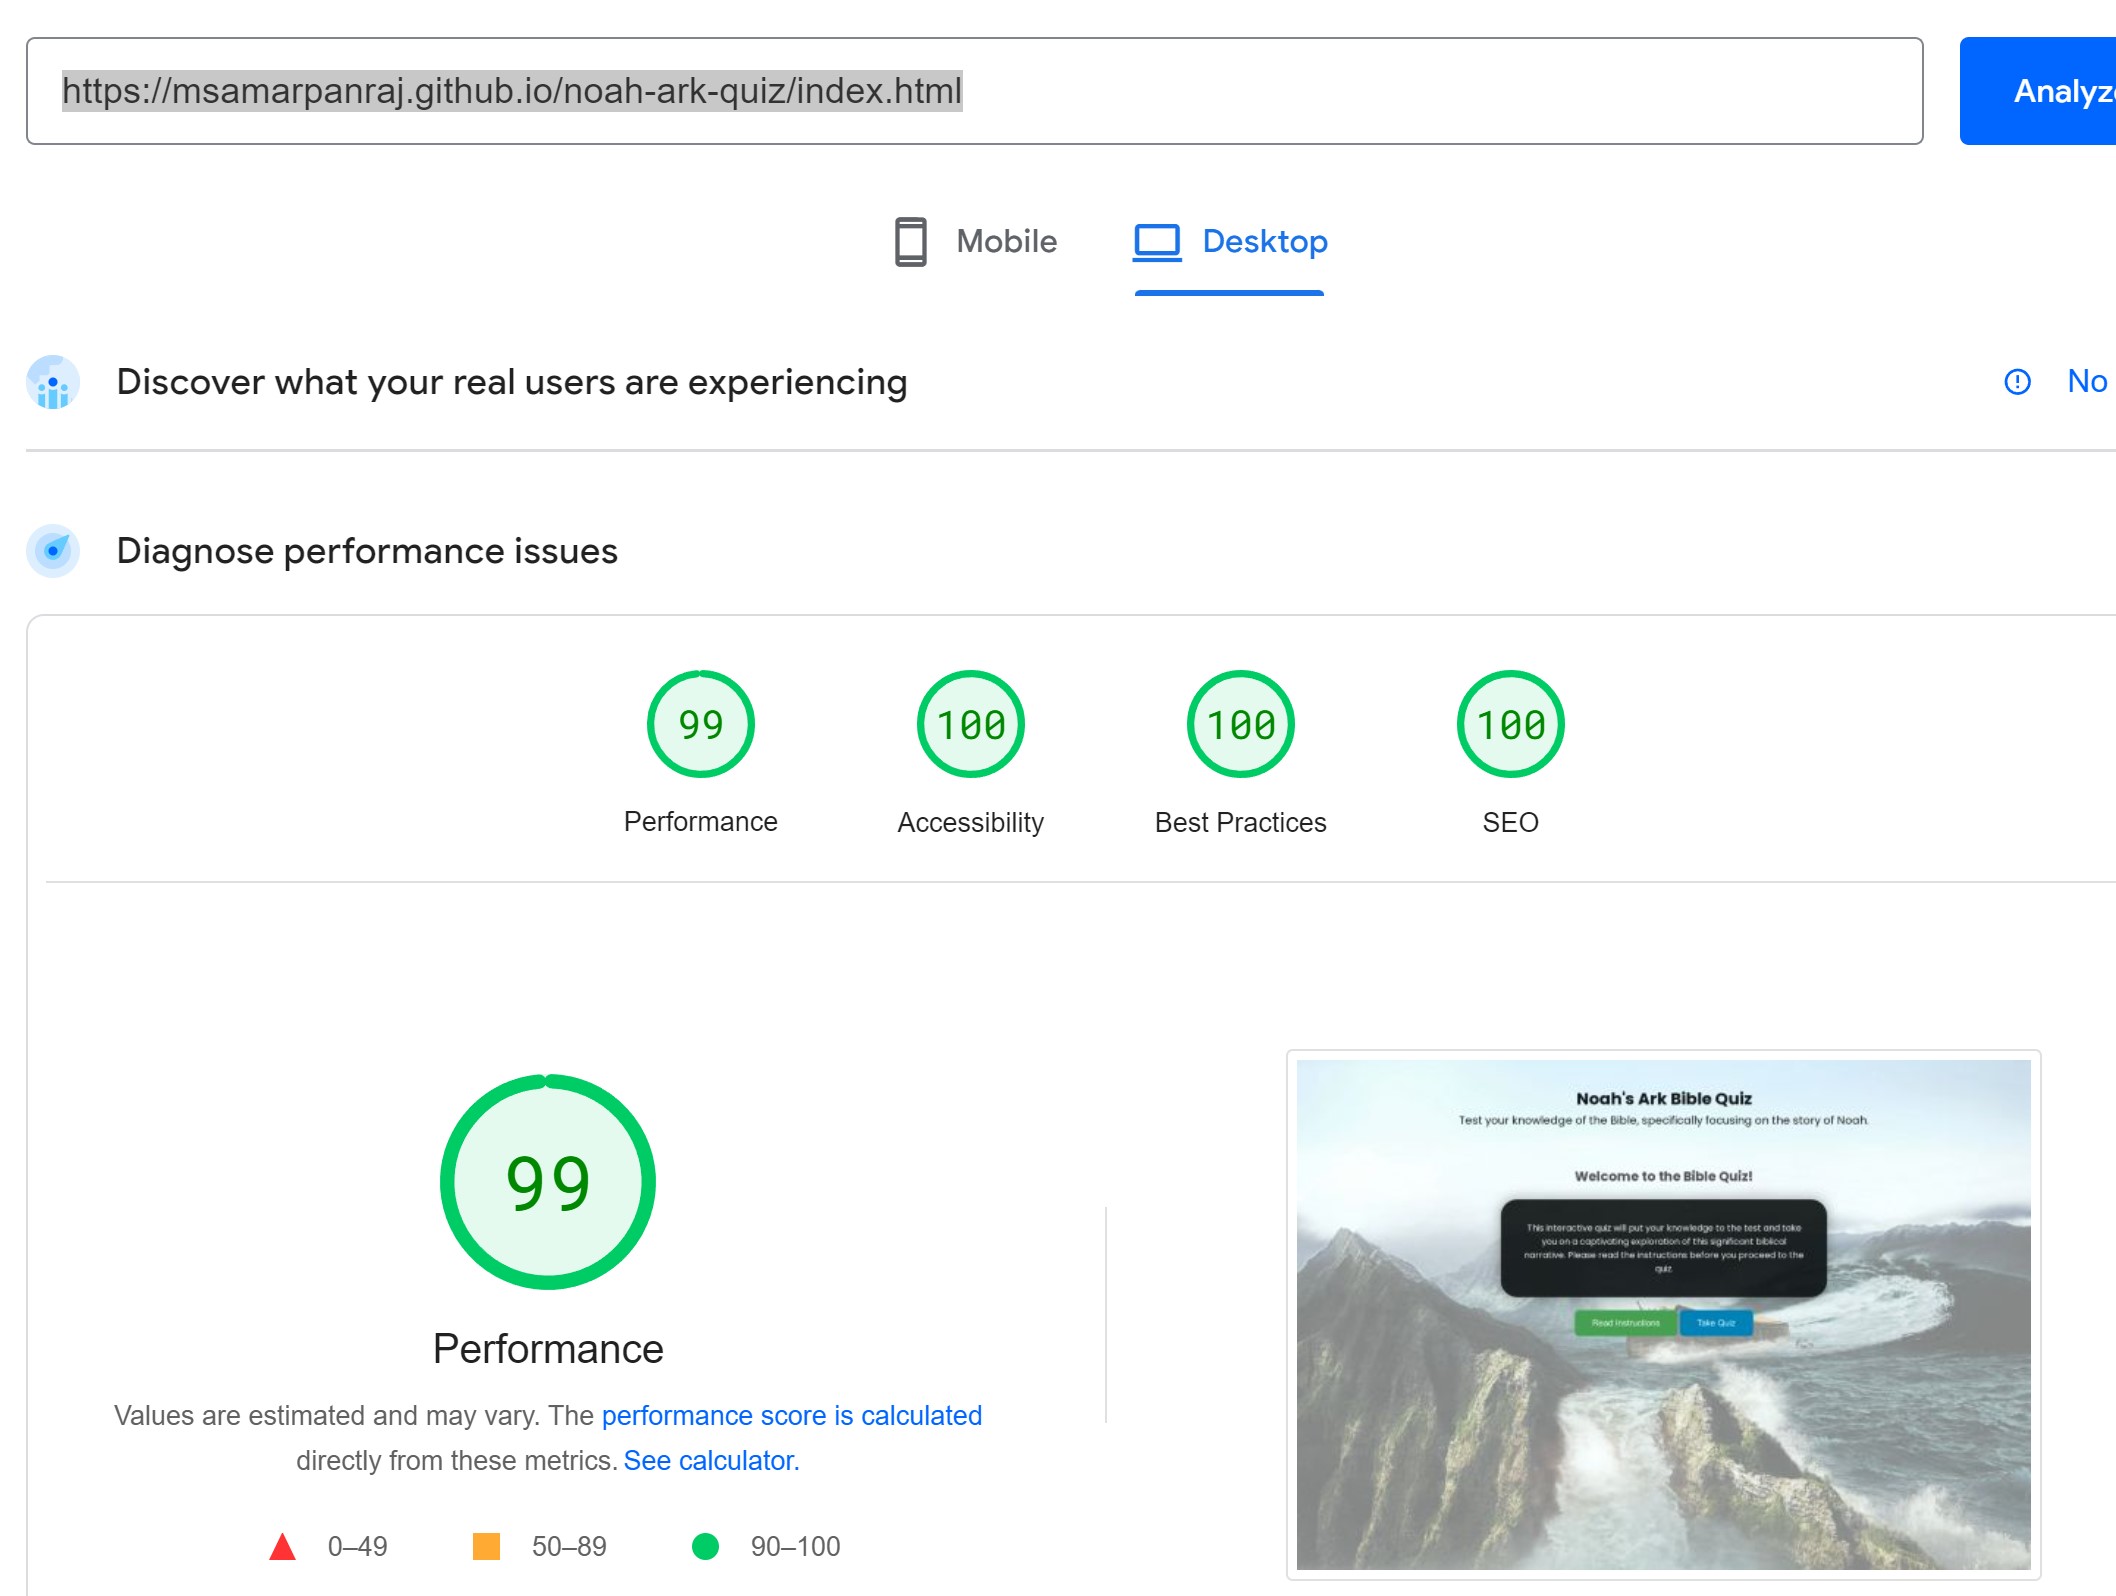 https://msamarpanraj.github.io/noah-ark-quiz/index.html
Analyz
Mobile
Desktop
Discover what your real users are experiencing
No
Diagnose performance issues
99
100
100
100
Performance
Accessibility
Best Practices
SEO
99
Performance
Values are estimated and may vary. The performance score is calculated
directly from these metrics. See calculator.
0–49
50–89
90–100
Noah's Ark Bible Quiz
Test your knowledge of the Bible, specifically focusing on the story of Noah.
Welcome to the Bible Quiz!
This interactive quiz will put your knowledge to the test and take
you on a captivating exploration of this significant biblical
narrative. Please read the instructions before you proceed to the
quiz.
Read Instructions
Take Quiz